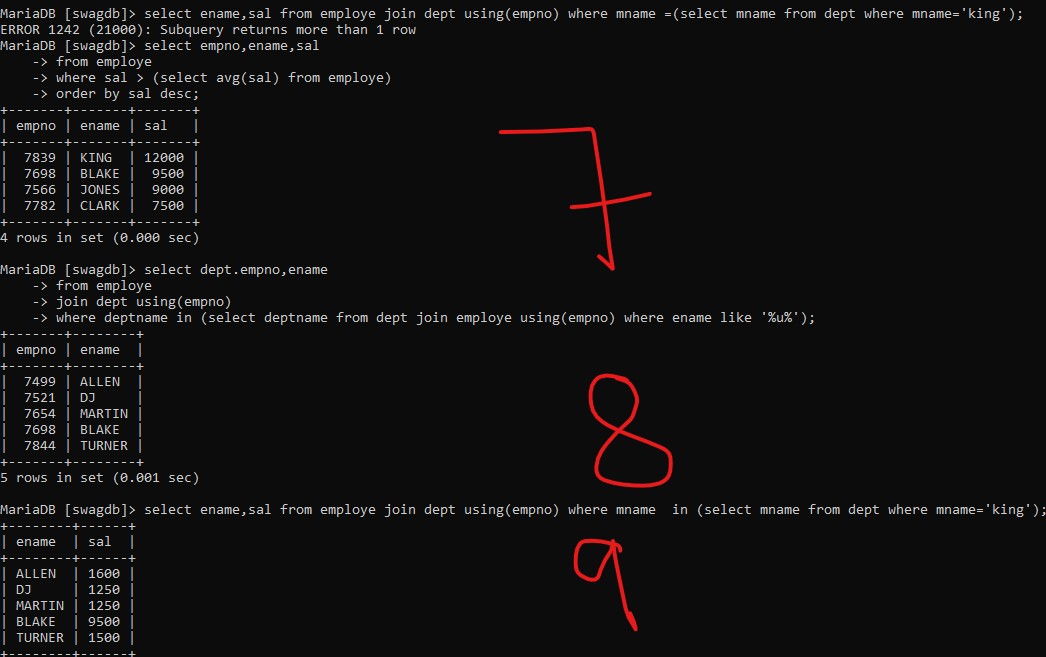 MariaDB [swagdb]> select ename,sal from employe join dept using(empno) where mname =(select mname from dept where mname='king');
ERROR 1242 (21000): Subquery returns more than 1 row
MariaDB [swagdb]> select empno,ename,sal
    -> from employe
    -> where sal > (select avg(sal) from employe)
    -> order by sal desc;
+-------+-------+-------+
| empno | ename | sal   |
+-------+-------+-------+
|  7839 | KING  | 12000 |
|  7698 | BLAKE |  9500 |
|  7566 | JONES |  9000 |
|  7782 | CLARK |  7500 |
+-------+-------+-------+
4 rows in set (0.000 sec)
7
MariaDB [swagdb]> select dept.empno,ename
    -> from employe
    -> join dept using(empno)
    -> where deptname in (select deptname from dept join employe using(empno) where ename like '%u%');
+-------+--------+
| empno | ename  |
+-------+--------+
|  7499 | ALLEN  |
|  7521 | DJ     |
|  7654 | MARTIN |
|  7698 | BLAKE  |
|  7844 | TURNER |
+-------+--------+
5 rows in set (0.001 sec)
8
MariaDB [swagdb]> select ename,sal from employe join dept using(empno) where mname  in (select mname from dept where mname='king');
+--------+------+
| ename  | sal  |
+--------+------+
| ALLEN  | 1600 |
| DJ     | 1250 |
| MARTIN | 1250 |
| BLAKE  | 9500 |
| TURNER | 1500 |
+--------+------+
9